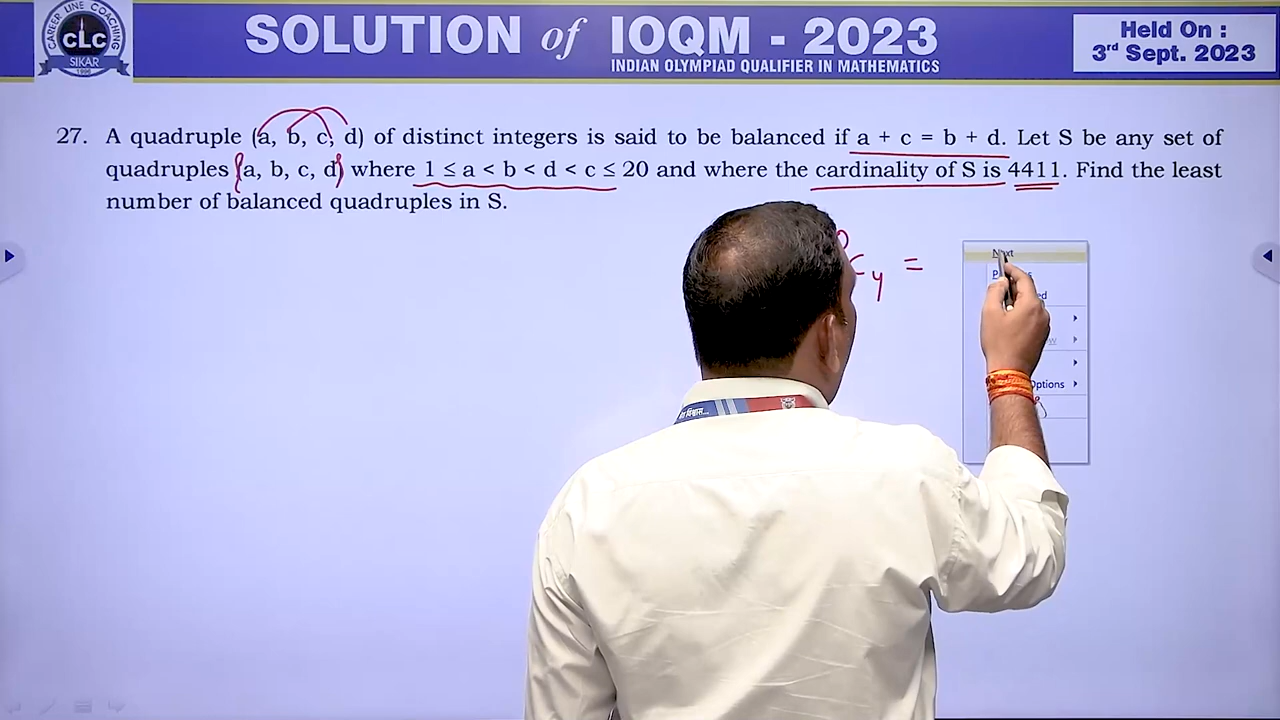 CAREER LINE COACHING
CLC
SIKAR
1996
SOLUTION of IOQM - 2023
INDIAN OLYMPIAD QUALIFIER IN MATHEMATICS
Held On :
3rd Sept. 2023
27. A quadruple (a, b, c, d) of distinct integers is said to be balanced if a + c = b + d. Let S be any set of
quadruples (a, b, c, d) where 1 ≤ a < b < d < c ≤ 20 and where the cardinality of S is 4411. Find the least
number of balanced quadruples in S.
C4 =
Next
Options